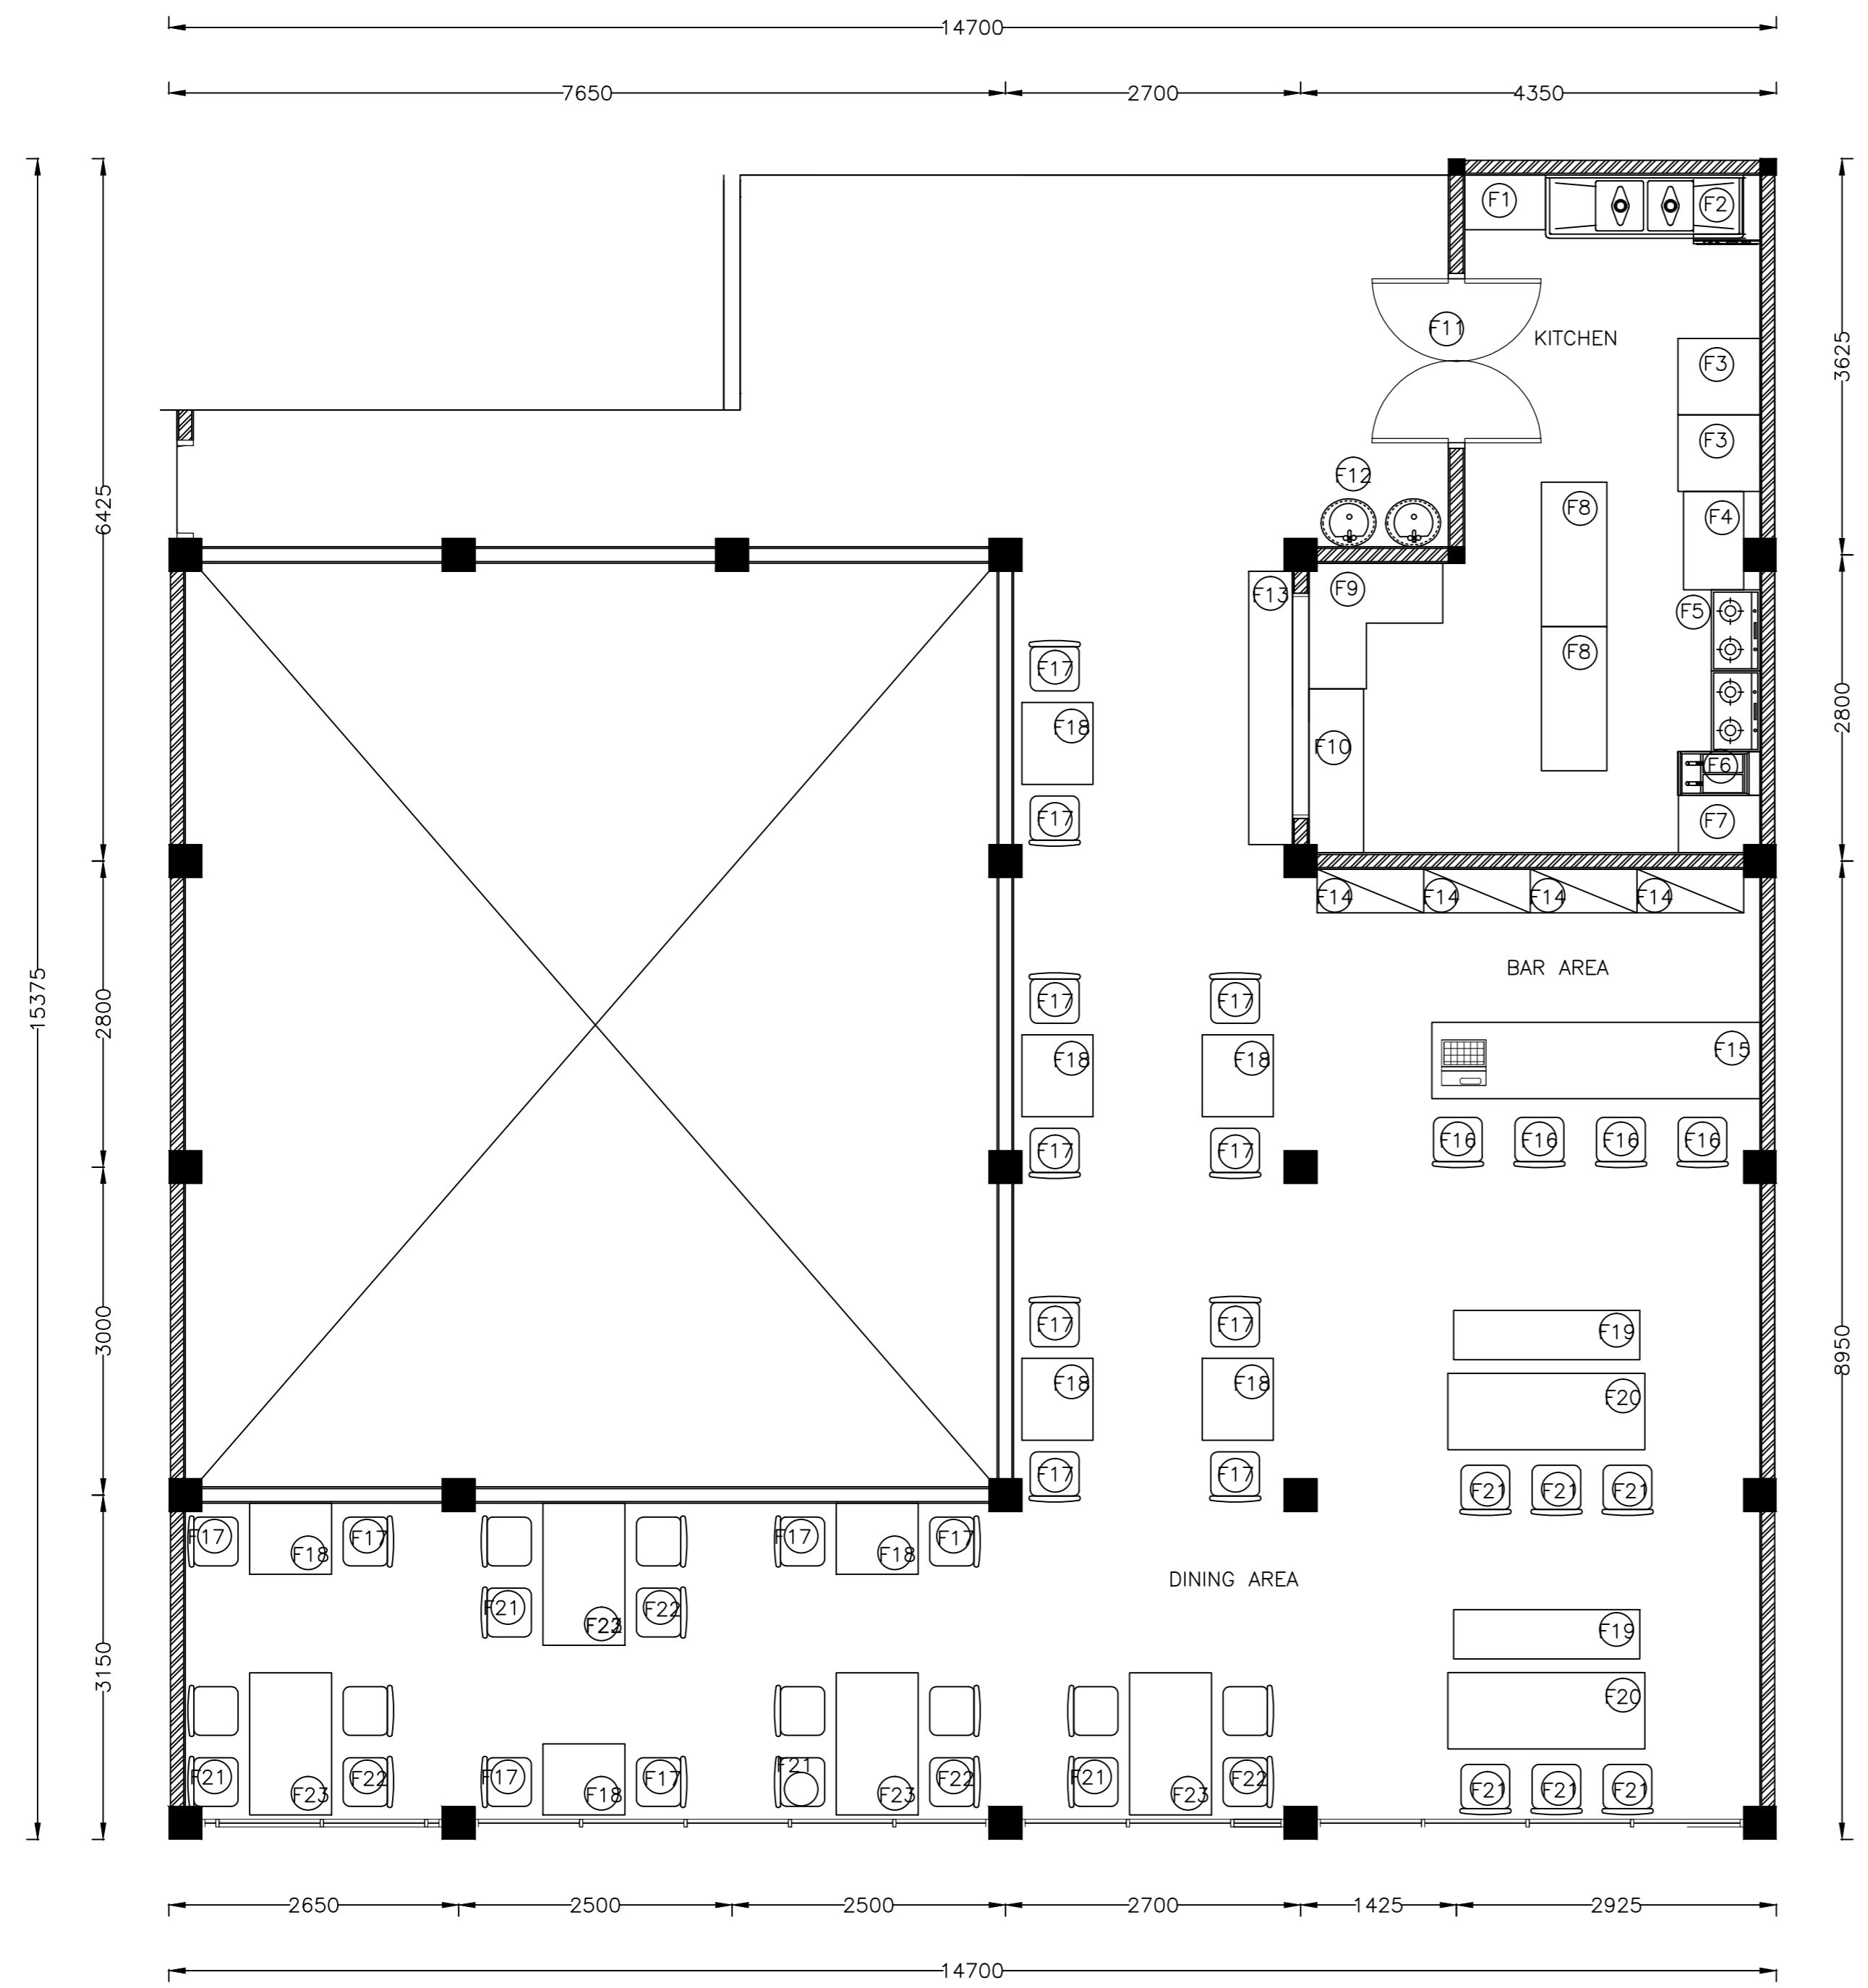 14700
7650 2700 4350
F1 F2
F11
KITCHEN
3625
F3
F3
F12
6425
F8 F4
F13 F9
F5
F8
F17
2800
F18
F10
F6
F17 F7
F14 F14 F14 F14
BAR AREA
15375
2800
F17 F17
F18 F18 F15
F17 F17 F16 F16 F16 F16
3000
F17 F17
F19
8950
F18 F18
F20
F17 F17
F21 F21 F21
F17 F17 F17 F17
F18 F18
DINING AREA
F21 F22
F23
F19
3150
F20
F21 F22 F17 F17 F21 F22 F21 F22
F23 F18 F23 F23
F21 F21 F21
2650 2500 2500 2700 1425 2925
14700